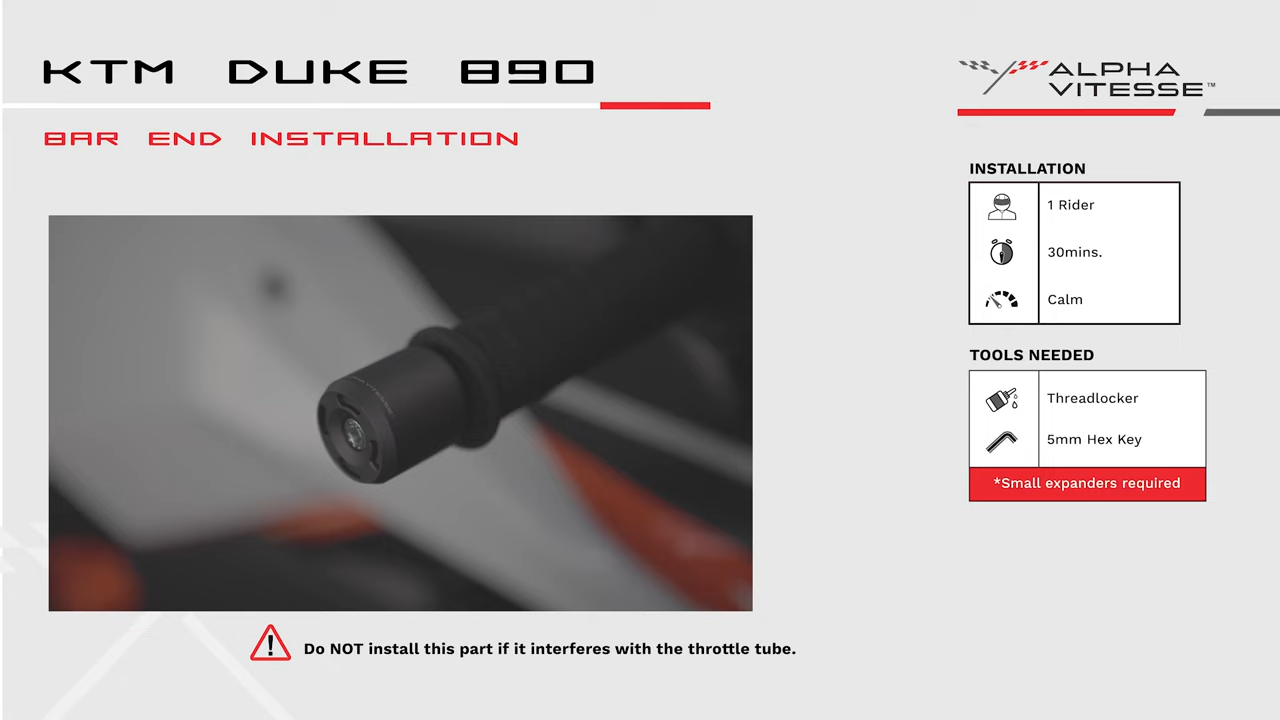 KTM DUKE 890
BAR END INSTALLATION
ALPHA
VITESSE™
INSTALLATION
1 Rider
30mins.
Calm
TOOLS NEEDED
Threadlocker
5mm Hex Key
*Small expanders required
VITESSE
Do NOT install this part if it interferes with the throttle tube.